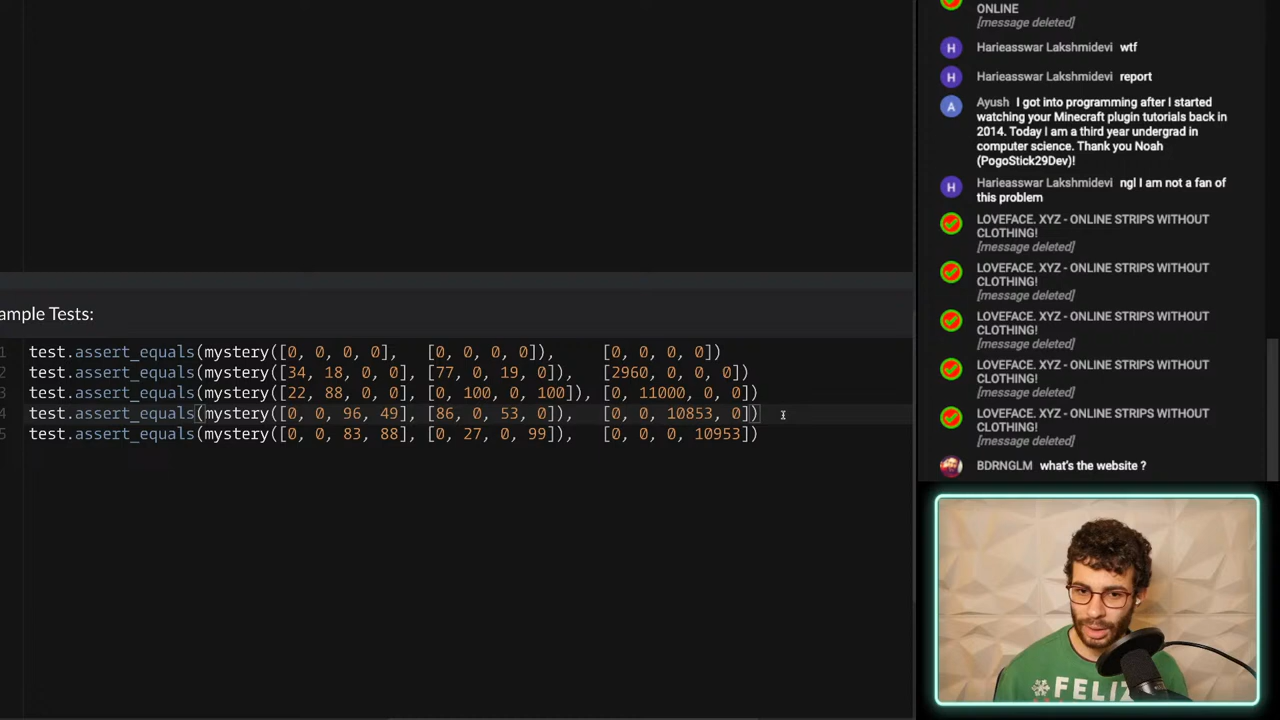 ample Tests:
1 test.assert_equals(mystery([0, 0, 0, 0], [0, 0, 0, 0]), [0, 0, 0, 0])
2 test.assert_equals(mystery([34, 18, 0, 0], [77, 0, 19, 0]), [2960, 0, 0, 0])
3 test.assert_equals(mystery([22, 88, 0, 0], [0, 100, 0, 100]), [0, 11000, 0, 0])
4 test.assert_equals(mystery([0, 0, 96, 49], [86, 0, 53, 0]), [0, 0, 10853, 0])
5 test.assert_equals(mystery([0, 0, 83, 88], [0, 27, 0, 99]), [0, 0, 0, 10953])
ONLINE
[message deleted]
H Harieasswar Lakshmidevi wtf
H Harieasswar Lakshmidevi report
A Ayush I got into programming after I started
watching your Minecraft plugin tutorials back in
2014. Today I am a third year undergrad in
computer science. Thank you Noah
(PogoStick29Dev)!
H Harieasswar Lakshmidevi ngl I am not a fan of
this problem
LOVEFACE. XYZ - ONLINE STRIPS WITHOUT
CLOTHING!
[message deleted]
LOVEFACE. XYZ - ONLINE STRIPS WITHOUT
CLOTHING!
[message deleted]
LOVEFACE. XYZ - ONLINE STRIPS WITHOUT
CLOTHING!
[message deleted]
LOVEFACE. XYZ - ONLINE STRIPS WITHOUT
CLOTHING!
[message deleted]
LOVEFACE. XYZ - ONLINE STRIPS WITHOUT
CLOTHING!
[message deleted]
BDRNGLM what's the website ?
FELIZ